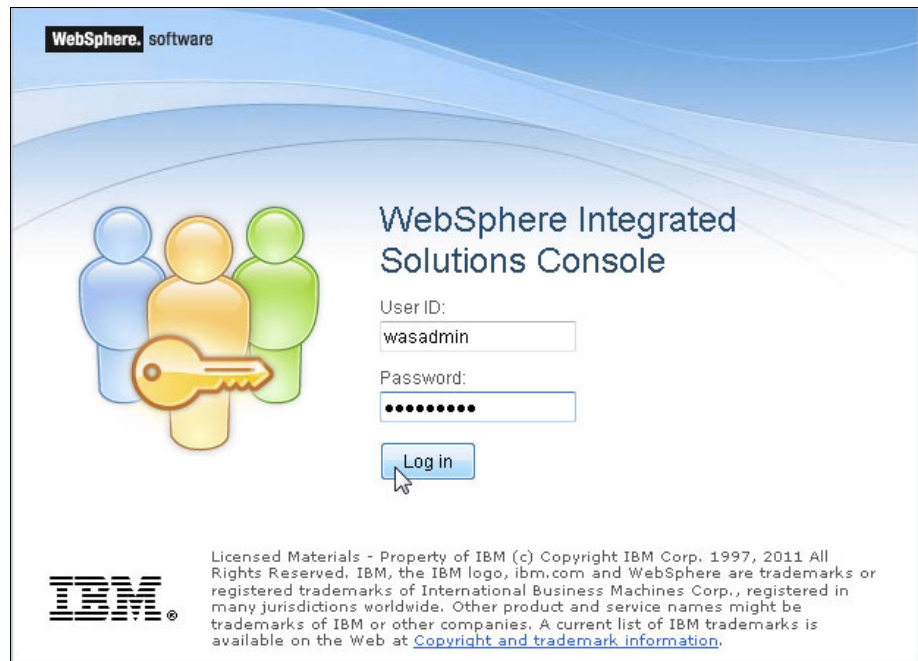 WebSphere. software
WebSphere Integrated
Solutions Console
User ID:
wasadmin
Password:
•••••••••
Log in
Licensed Materials - Property of IBM (c) Copyright IBM Corp. 1997, 2011 All
Rights Reserved. IBM, the IBM logo, ibm.com and WebSphere are trademarks or
registered trademarks of International Business Machines Corp., registered in
many jurisdictions worldwide. Other product and service names might be
trademarks of IBM or other companies. A current list of IBM trademarks is
available on the Web at Copyright and trademark information.
IBM®